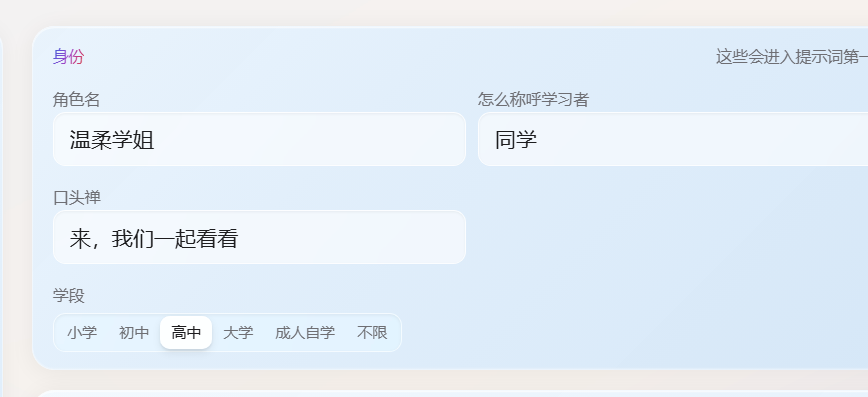 身份
这些会进入提示词第一
角色名
怎么称呼学习者
温柔学姐
同学
口头禅
来，我们一起看看
学段
小学 初中 高中 大学 成人自学 不限